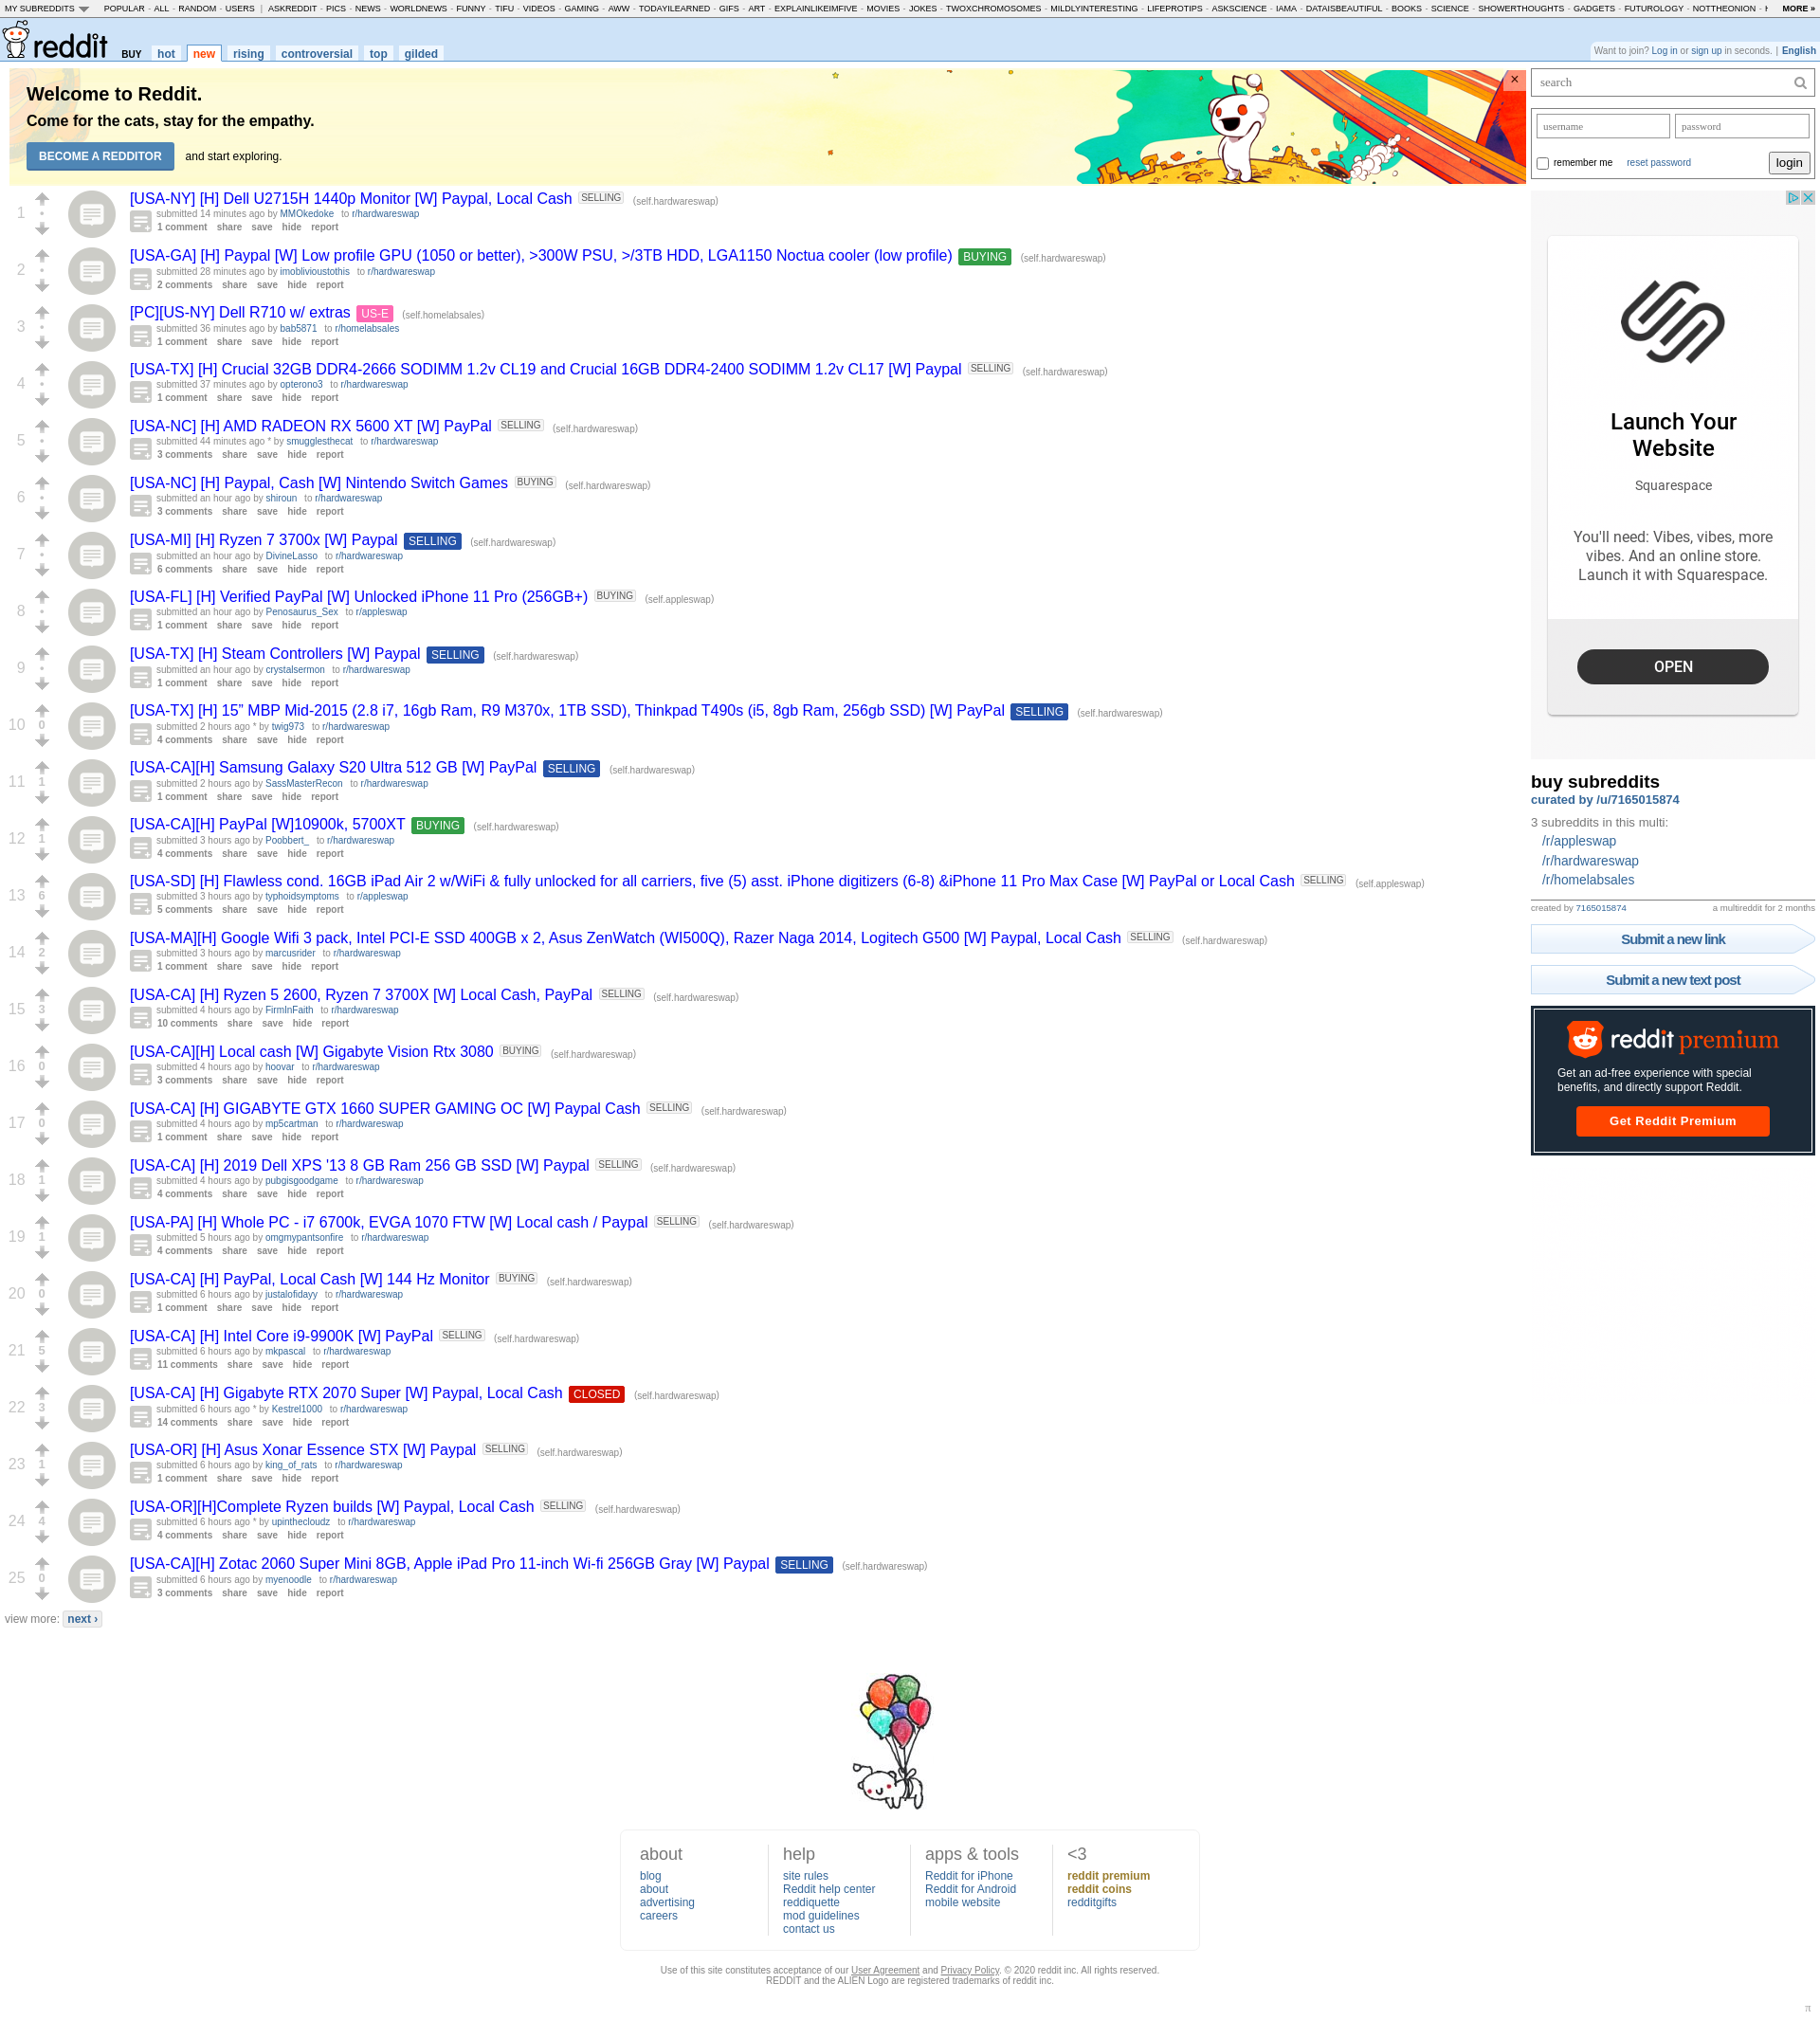 MY SUBREDDITS POPULAR - ALL - RANDOM - USERS | ASKREDDIT - PICS - NEWS - WORLDNEWS - FUNNY - TIFU - VIDEOS - GAMING - AWW - TODAYILEARNED - GIFS - ART - EXPLAINLIKEIMFIVE - MOVIES - JOKES - TWOXCHROMOSOMES - MILDLYINTERESTING - LIFEPROTIPS - ASKSCIENCE - IAMA - DATAISBEAUTIFUL - BOOKS - SCIENCE - SHOWERTHOUGHTS - GADGETS - FUTUROLOGY - NOTTHEONION - MORE »
reddit BUY hot new rising controversial top gilded
Want to join? Log in or sign up in seconds. | English
Welcome to Reddit.
Come for the cats, stay for the empathy.
BECOME A REDDITOR and start exploring.
×
1 • [USA-NY] [H] Dell U2715H 1440p Monitor [W] Paypal, Local Cash SELLING (self.hardwareswap)
submitted 14 minutes ago by MMOkedoke to r/hardwareswap
1 comment share save hide report
2 • [USA-GA] [H] Paypal [W] Low profile GPU (1050 or better), >300W PSU, >/3TB HDD, LGA1150 Noctua cooler (low profile) BUYING (self.hardwareswap)
submitted 28 minutes ago by imoblivioustothis to r/hardwareswap
2 comments share save hide report
3 • [PC][US-NY] Dell R710 w/ extras US-E (self.homelabsales)
submitted 36 minutes ago by bab5871 to r/homelabsales
1 comment share save hide report
4 • [USA-TX] [H] Crucial 32GB DDR4-2666 SODIMM 1.2v CL19 and Crucial 16GB DDR4-2400 SODIMM 1.2v CL17 [W] Paypal SELLING (self.hardwareswap)
submitted 37 minutes ago by opterono3 to r/hardwareswap
1 comment share save hide report
5 • [USA-NC] [H] AMD RADEON RX 5600 XT [W] PayPal SELLING (self.hardwareswap)
submitted 44 minutes ago * by smugglesthecat to r/hardwareswap
3 comments share save hide report
6 • [USA-NC] [H] Paypal, Cash [W] Nintendo Switch Games BUYING (self.hardwareswap)
submitted an hour ago by shiroun to r/hardwareswap
3 comments share save hide report
7 • [USA-MI] [H] Ryzen 7 3700x [W] Paypal SELLING (self.hardwareswap)
submitted an hour ago by DivineLasso to r/hardwareswap
6 comments share save hide report
8 • [USA-FL] [H] Verified PayPal [W] Unlocked iPhone 11 Pro (256GB+) BUYING (self.appleswap)
submitted an hour ago by Penosaurus_Sex to r/appleswap
1 comment share save hide report
9 • [USA-TX] [H] Steam Controllers [W] Paypal SELLING (self.hardwareswap)
submitted an hour ago by crystalsermon to r/hardwareswap
1 comment share save hide report
10 0 [USA-TX] [H] 15” MBP Mid-2015 (2.8 i7, 16gb Ram, R9 M370x, 1TB SSD), Thinkpad T490s (i5, 8gb Ram, 256gb SSD) [W] PayPal SELLING (self.hardwareswap)
submitted 2 hours ago * by twig973 to r/hardwareswap
4 comments share save hide report
11 1 [USA-CA][H] Samsung Galaxy S20 Ultra 512 GB [W] PayPal SELLING (self.hardwareswap)
submitted 2 hours ago by SassMasterRecon to r/hardwareswap
1 comment share save hide report
12 1 [USA-CA][H] PayPal [W]10900k, 5700XT BUYING (self.hardwareswap)
submitted 3 hours ago by Poobbert_ to r/hardwareswap
4 comments share save hide report
13 6 [USA-SD] [H] Flawless cond. 16GB iPad Air 2 w/WiFi & fully unlocked for all carriers, five (5) asst. iPhone digitizers (6-8) &iPhone 11 Pro Max Case [W] PayPal or Local Cash SELLING (self.appleswap)
submitted 3 hours ago by typhoidsymptoms to r/appleswap
5 comments share save hide report
14 2 [USA-MA][H] Google Wifi 3 pack, Intel PCI-E SSD 400GB x 2, Asus ZenWatch (WI500Q), Razer Naga 2014, Logitech G500 [W] Paypal, Local Cash SELLING (self.hardwareswap)
submitted 3 hours ago by marcusrider to r/hardwareswap
1 comment share save hide report
15 3 [USA-CA] [H] Ryzen 5 2600, Ryzen 7 3700X [W] Local Cash, PayPal SELLING (self.hardwareswap)
submitted 4 hours ago by FirmInFaith to r/hardwareswap
10 comments share save hide report
16 0 [USA-CA][H] Local cash [W] Gigabyte Vision Rtx 3080 BUYING (self.hardwareswap)
submitted 4 hours ago by hoovar to r/hardwareswap
3 comments share save hide report
17 0 [USA-CA] [H] GIGABYTE GTX 1660 SUPER GAMING OC [W] Paypal Cash SELLING (self.hardwareswap)
submitted 4 hours ago by mp5cartman to r/hardwareswap
1 comment share save hide report
18 1 [USA-CA] [H] 2019 Dell XPS '13 8 GB Ram 256 GB SSD [W] Paypal SELLING (self.hardwareswap)
submitted 4 hours ago by pubgisgoodgame to r/hardwareswap
4 comments share save hide report
19 1 [USA-PA] [H] Whole PC - i7 6700k, EVGA 1070 FTW [W] Local cash / Paypal SELLING (self.hardwareswap)
submitted 5 hours ago by omgmypantsonfire to r/hardwareswap
4 comments share save hide report
20 0 [USA-CA] [H] PayPal, Local Cash [W] 144 Hz Monitor BUYING (self.hardwareswap)
submitted 6 hours ago by justalofidayy to r/hardwareswap
1 comment share save hide report
21 5 [USA-CA] [H] Intel Core i9-9900K [W] PayPal SELLING (self.hardwareswap)
submitted 6 hours ago by mkpascal to r/hardwareswap
11 comments share save hide report
22 3 [USA-CA] [H] Gigabyte RTX 2070 Super [W] Paypal, Local Cash CLOSED (self.hardwareswap)
submitted 6 hours ago * by Kestrel1000 to r/hardwareswap
14 comments share save hide report
23 1 [USA-OR] [H] Asus Xonar Essence STX [W] Paypal SELLING (self.hardwareswap)
submitted 6 hours ago by king_of_rats to r/hardwareswap
1 comment share save hide report
24 4 [USA-OR][H]Complete Ryzen builds [W] Paypal, Local Cash SELLING (self.hardwareswap)
submitted 6 hours ago * by upinthecloudz to r/hardwareswap
4 comments share save hide report
25 0 [USA-CA][H] Zotac 2060 Super Mini 8GB, Apple iPad Pro 11-inch Wi-fi 256GB Gray [W] Paypal SELLING (self.hardwareswap)
submitted 6 hours ago by myenoodle to r/hardwareswap
3 comments share save hide report
view more: next ›
search
username password
remember me reset password login
Launch Your
Website
Squarespace
You'll need: Vibes, vibes, more
vibes. And an online store.
Launch it with Squarespace.
OPEN
buy subreddits
curated by /u/7165015874
3 subreddits in this multi:
/r/appleswap
/r/hardwareswap
/r/homelabsales
created by 7165015874 a multireddit for 2 months
Submit a new link
Submit a new text post
reddit premium
Get an ad-free experience with special
benefits, and directly support Reddit.
Get Reddit Premium
about
blog
about
advertising
careers
help
site rules
Reddit help center
reddiquette
mod guidelines
contact us
apps & tools
Reddit for iPhone
Reddit for Android
mobile website
<3
reddit premium
reddit coins
redditgifts
Use of this site constitutes acceptance of our User Agreement and Privacy Policy. © 2020 reddit inc. All rights reserved.
REDDIT and the ALIEN Logo are registered trademarks of reddit inc.
π